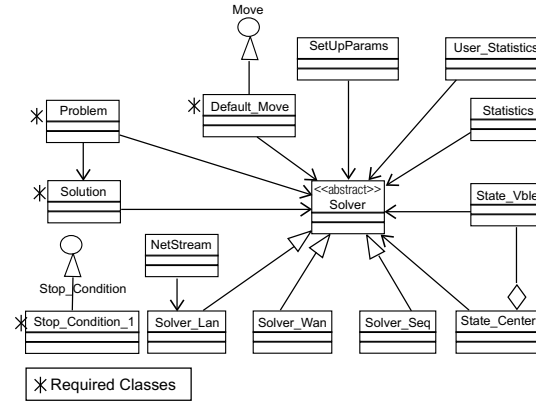 Move
SetUpParams
User_Statistics
Problem
Default_Move
Statistics
Solution
<<abstract>>
Solver
State_Vble
NetStream
Stop_Condition
Stop_Condition_1
Solver_Lan
Solver_Wan
Solver_Seq
State_Center
Required Classes